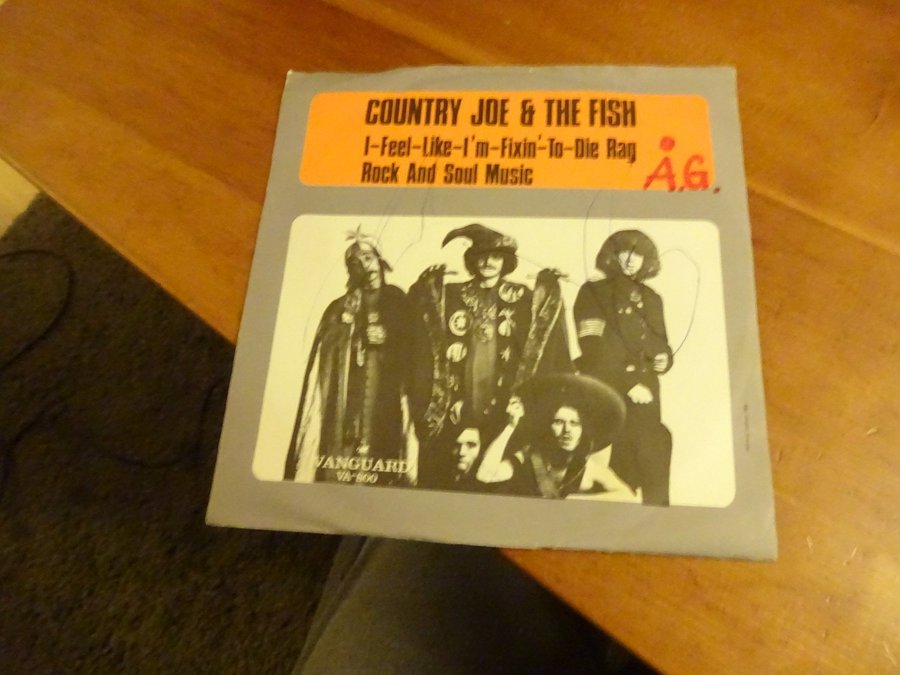 COUNTRY JOE & THE FISH
I-Feel-Like-I'm-Fixin'-To-Die Rag
Rock And Soul Music
Å.G.
VANGUARD
VA-800